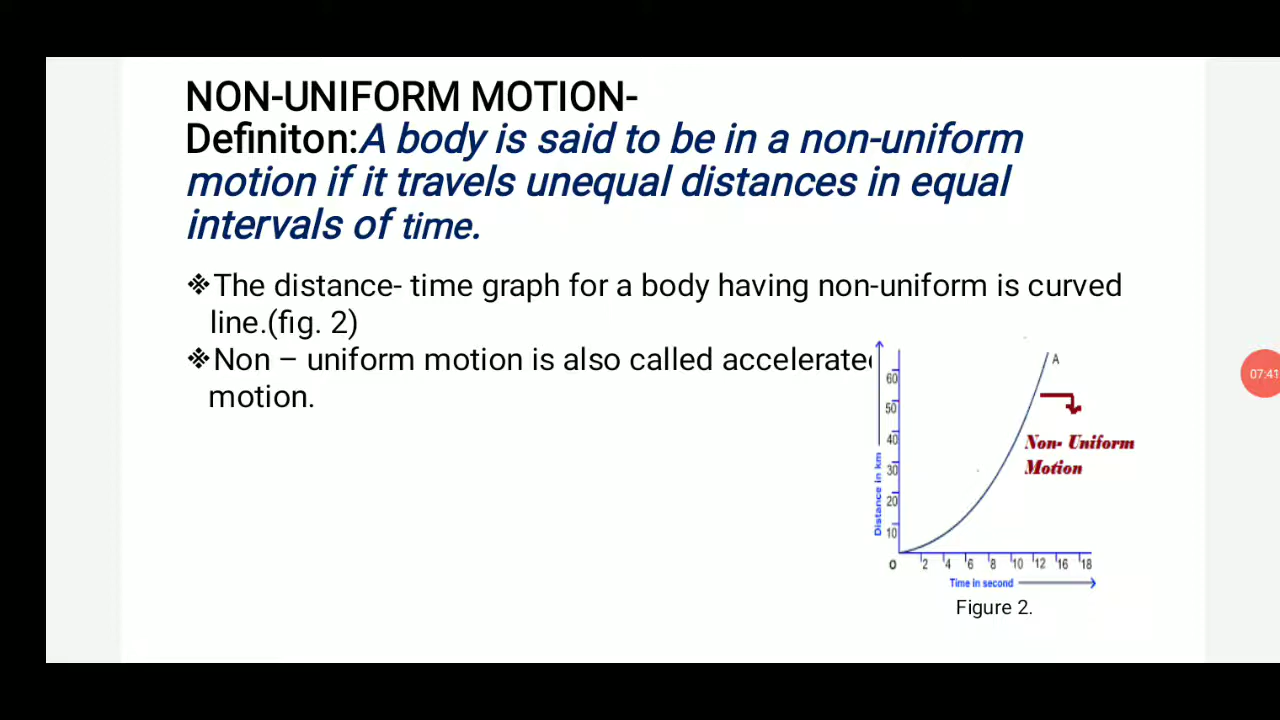 NON-UNIFORM MOTION-
Definiton:A body is said to be in a non-uniform
motion if it travels unequal distances in equal
intervals of time.
❖The distance- time graph for a body having non-uniform is curved
line.(fig. 2)
❖Non – uniform motion is also called accelerated
motion.
A
60
50
40
30
20
10
Distance in km
Non- Uniform
Motion
0 2 4 6 8 10 12 16 18
Time in second
Figure 2.
07:41